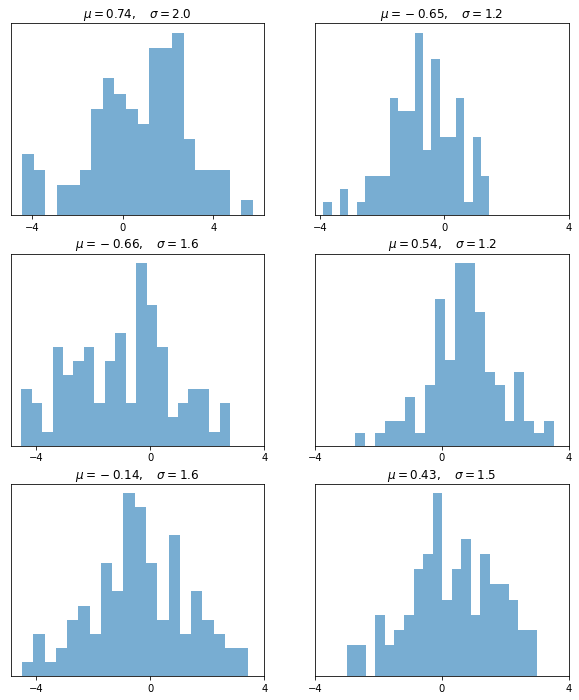 μ = 0.74, σ = 2.0
μ = −0.65, σ = 1.2
−4 0 4
−4 0 4
μ = −0.66, σ = 1.6
μ = 0.54, σ = 1.2
−4 0 4
−4 0 4
μ = −0.14, σ = 1.6
μ = 0.43, σ = 1.5
−4 0 4
−4 0 4